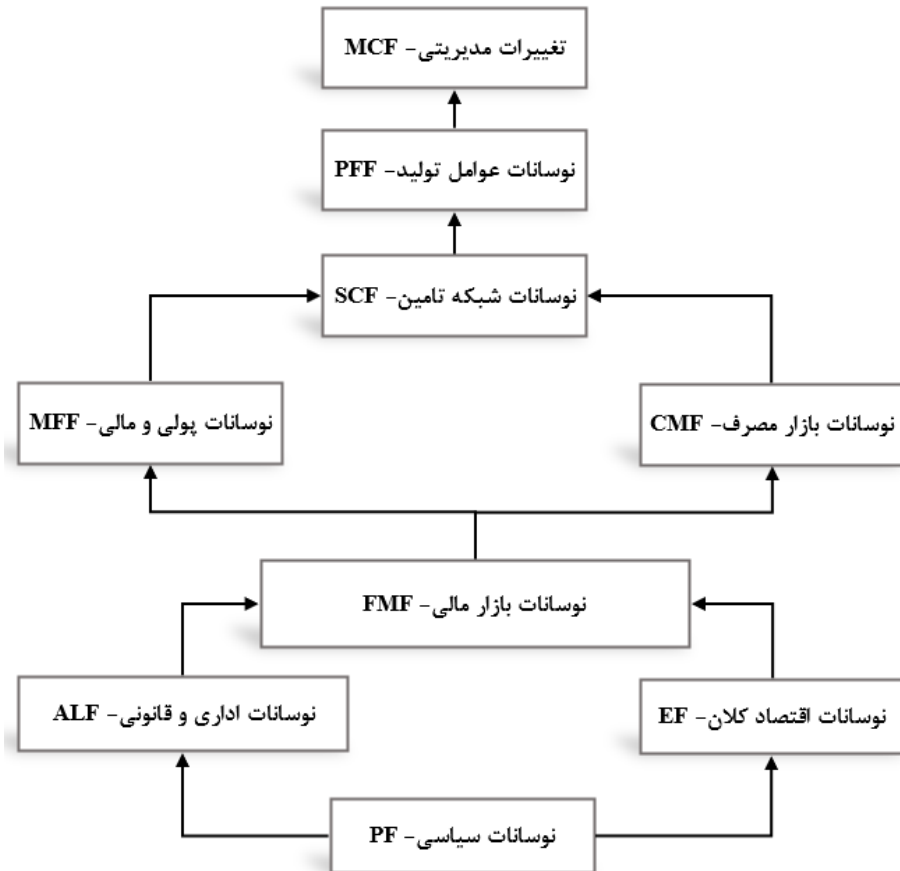 تغییرات مدیریتی- MCF
نوسانات عوامل تولید- PFF
نوسانات شبکه تامین- SCF
نوسانات بازار مصرف- CMF
نوسانات پولی و مالی- MFF
نوسانات بازار مالی- FMF
نوسانات اقتصاد کلان- EF
نوسانات اداری و قانونی- ALF
نوسانات سیاسی- PF